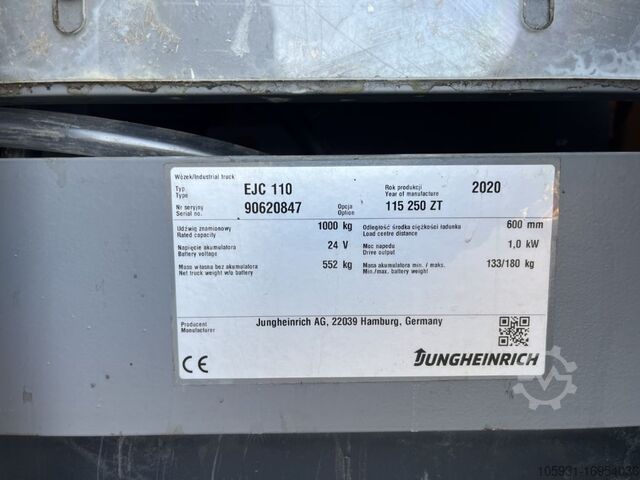 Wózek/Industrial truck
Typ EJC 110 Rok produkcji 2020
Type Year of manufacture
Nr seryjny 90620847 Opcja 115 250 ZT
Serial no. Option
Udźwig znamionowy 1000 kg Odległość środka ciężkości ładunku 600 mm
Rated capacity Load centre distance
Napięcie akumulatora 24 V Moc napędu 1,0 kW
Battery voltage Drive output
Masa własna bez akumulatora 552 kg Masa akumulatora min. / maks. 133/180 kg
Net truck weight w/o battery Min./max. battery weight
Producent Jungheinrich AG, 22039 Hamburg, Germany
Manufacturer
CE JUNGHEINRICH
105931-16954036